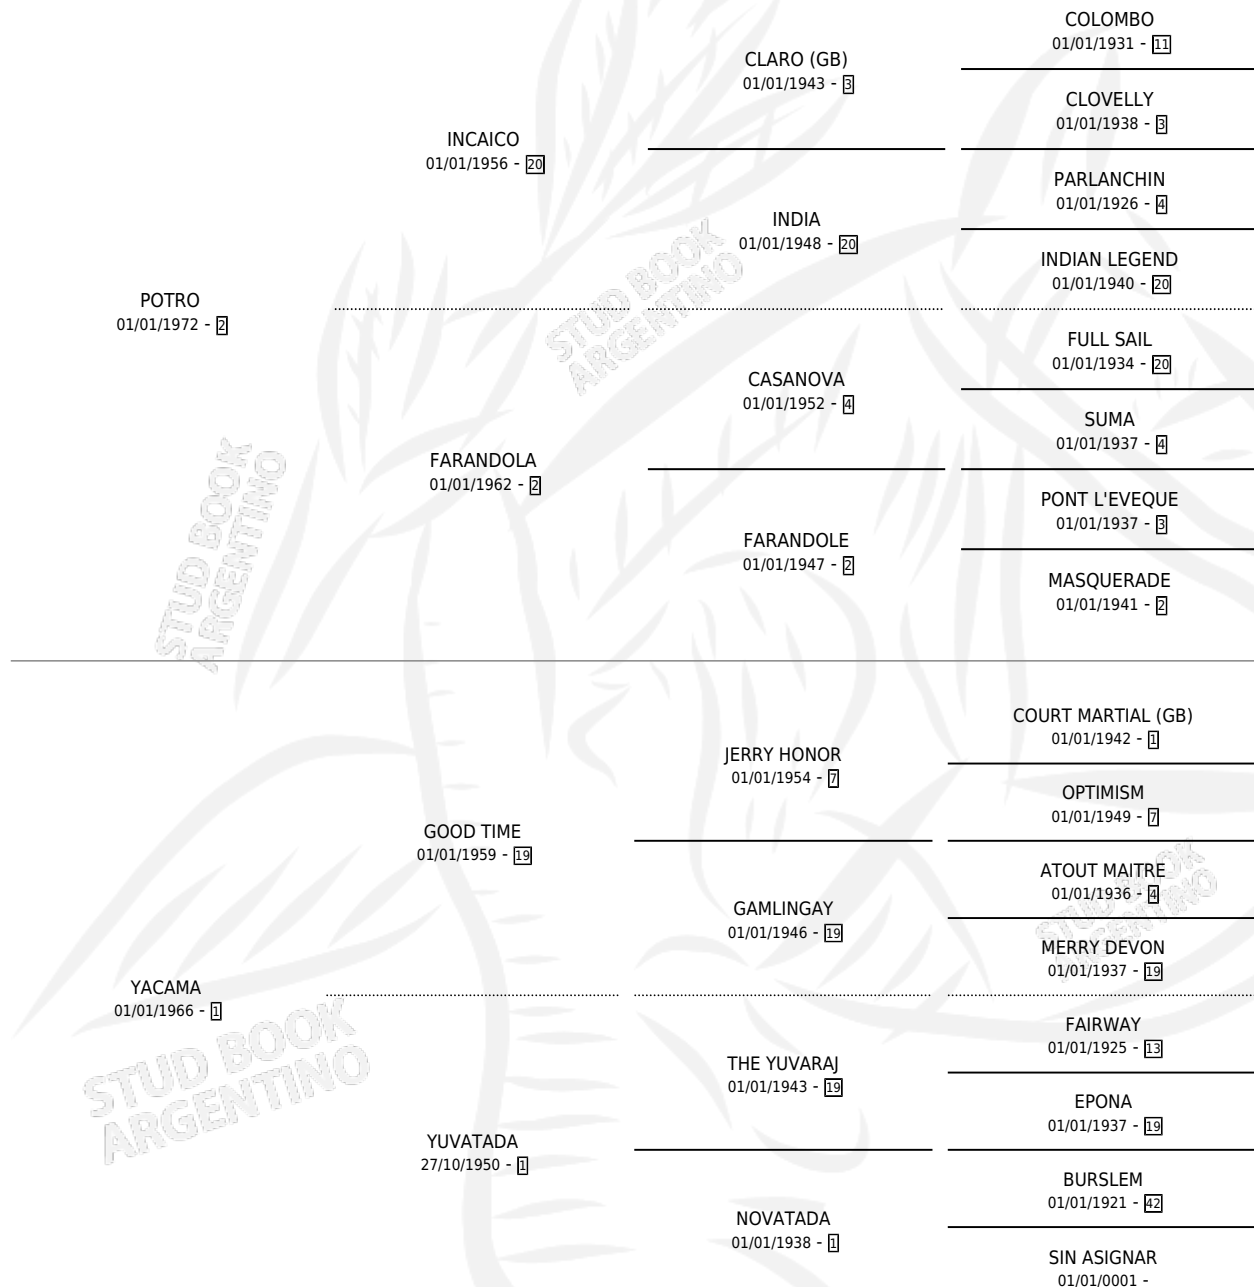 COLOMBO
01/01/1931 - 11
CLARO (GB)
01/01/1943 - 3
CLOVELLY
01/01/1938 - 3
INCAICO
01/01/1956 - 20
PARLANCHIN
01/01/1926 - 4
INDIA
01/01/1948 - 20
INDIAN LEGEND
01/01/1940 - 20
POTRO
01/01/1972 - 2
STUD BOOK
ARGENTINO
FULL SAIL
01/01/1934 - 20
CASANOVA
01/01/1952 - 4
SUMA
01/01/1937 - 4
FARANDOLA
01/01/1962 - 2
PONT L'EVEQUE
01/01/1937 - 3
FARANDOLE
01/01/1947 - 2
MASQUERADE
01/01/1941 - 2
STUD BOOK
ARGENTINO
COURT MARTIAL (GB)
01/01/1942 - 1
JERRY HONOR
01/01/1954 - 7
OPTIMISM
01/01/1949 - 7
GOOD TIME
01/01/1959 - 19
ATOUT MAITRE
01/01/1936 - 4
GAMLINGAY
01/01/1946 - 19
STUD BOOK
ARGENTINO
MERRY DEVON
01/01/1937 - 19
YACAMA
01/01/1966 - 1
FAIRWAY
01/01/1925 - 13
STUD BOOK
ARGENTINO
THE YUVARAJ
01/01/1943 - 19
EPONA
01/01/1937 - 19
YUVATADA
27/10/1950 - 1
BURSLEM
01/01/1921 - 42
NOVATADA
01/01/1938 - 1
SIN ASIGNAR
01/01/0001 -